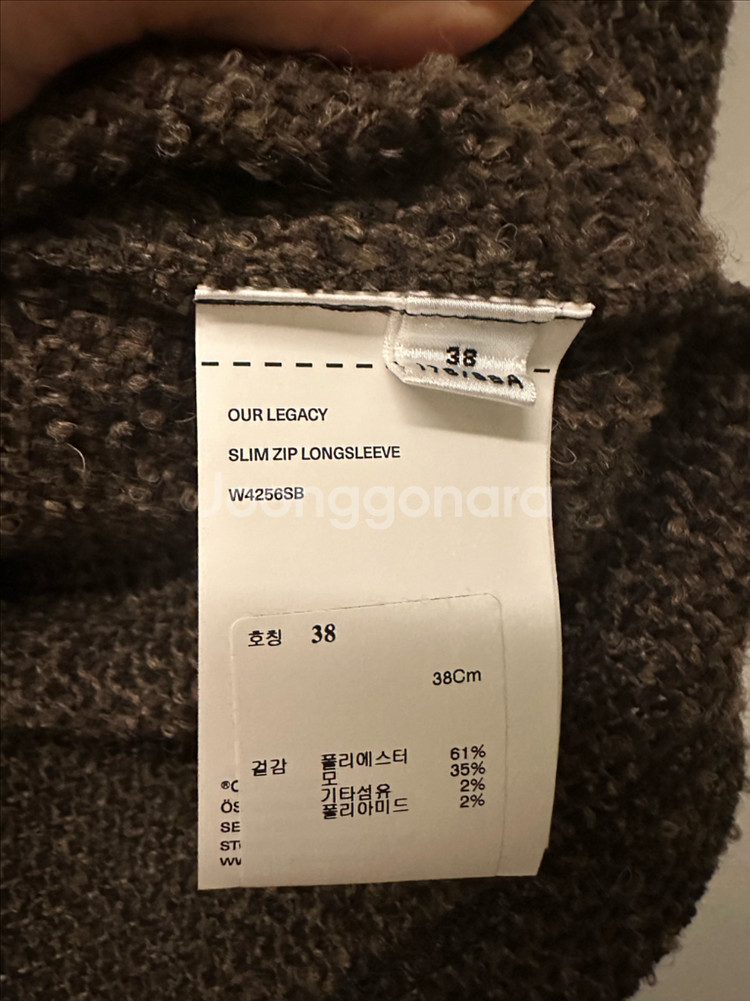 38
OUR LEGACY
SLIM ZIP LONGSLEEVE
W4256SB
Joonggonara
호칭 38
38Cm
겉감 폴리에스터 61%
모 35%
기타섬유 2%
폴리아미드 2%